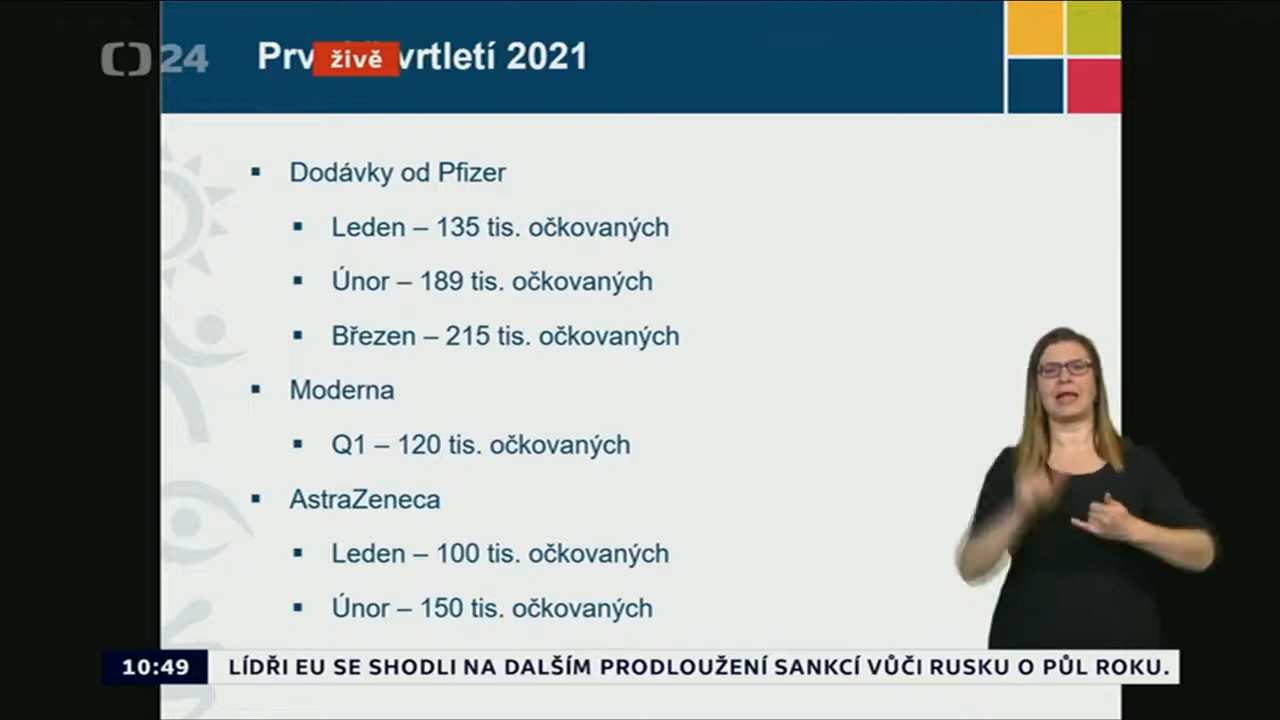 24
Prv
živě
vrtletí 2021
Dodávky od Pfizer
Leden – 135 tis. očkovaných
Únor – 189 tis. očkovaných
Březen – 215 tis. očkovaných
Moderna
Q1 – 120 tis. očkovaných
AstraZeneca
Leden – 100 tis. očkovaných
Únor – 150 tis. očkovaných
10:49
LÍDŘI EU SE SHODLI NA DALŠÍM PRODLOUŽENÍ SANKCÍ VŮČI RUSKU O PŮL ROKU.